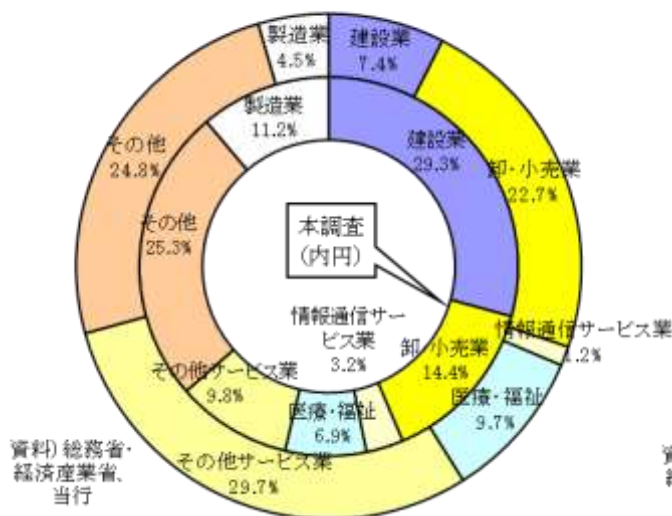 製造業
4.5%
建設業
7.4%
製造業
11.2%
その他
24.8%
建設業
29.3%
卸・小売業
22.7%
その他
25.3%
本調査
(内円)
情報通信サー
ビス業
3.2%
情報通信サービス業
1.2%
卸・小売業
14.4%
その他サービス業
9.8%
医療・福祉
6.9%
医療・福祉
9.7%
その他サービス業
29.7%
資料)総務省・
経済産業省、
当行